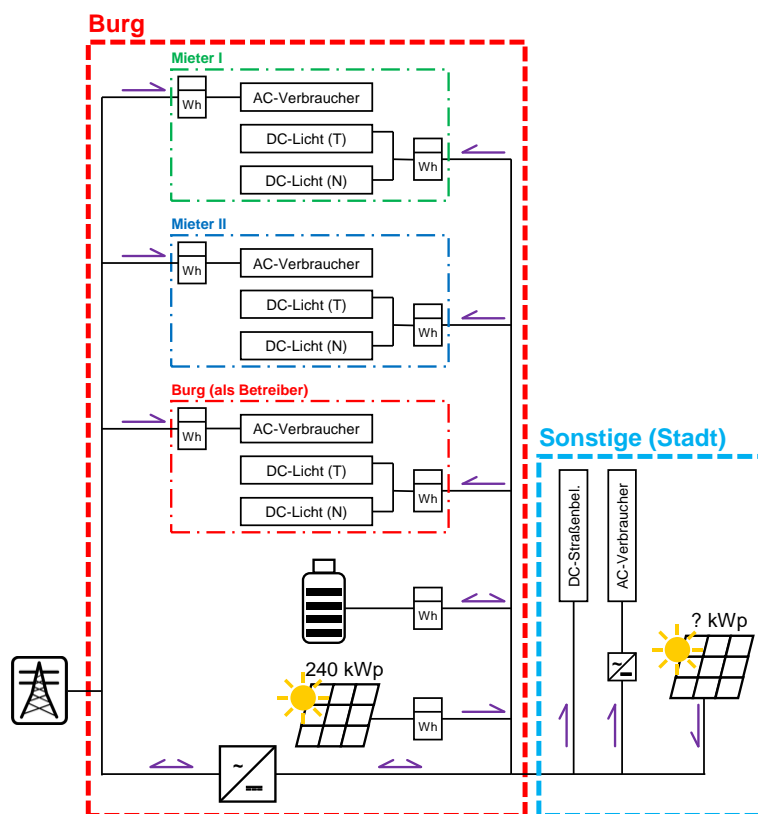 Burg
Mieter I
Wh
AC-Verbraucher
DC-Licht (T)
DC-Licht (N)
Wh
Mieter II
Wh
AC-Verbraucher
DC-Licht (T)
DC-Licht (N)
Wh
Burg (als Betreiber)
Wh
AC-Verbraucher
DC-Licht (T)
DC-Licht (N)
Wh
Wh
240 kWp
Wh
Sonstige (Stadt)
DC-Straßenbel.
AC-Verbraucher
? kWp